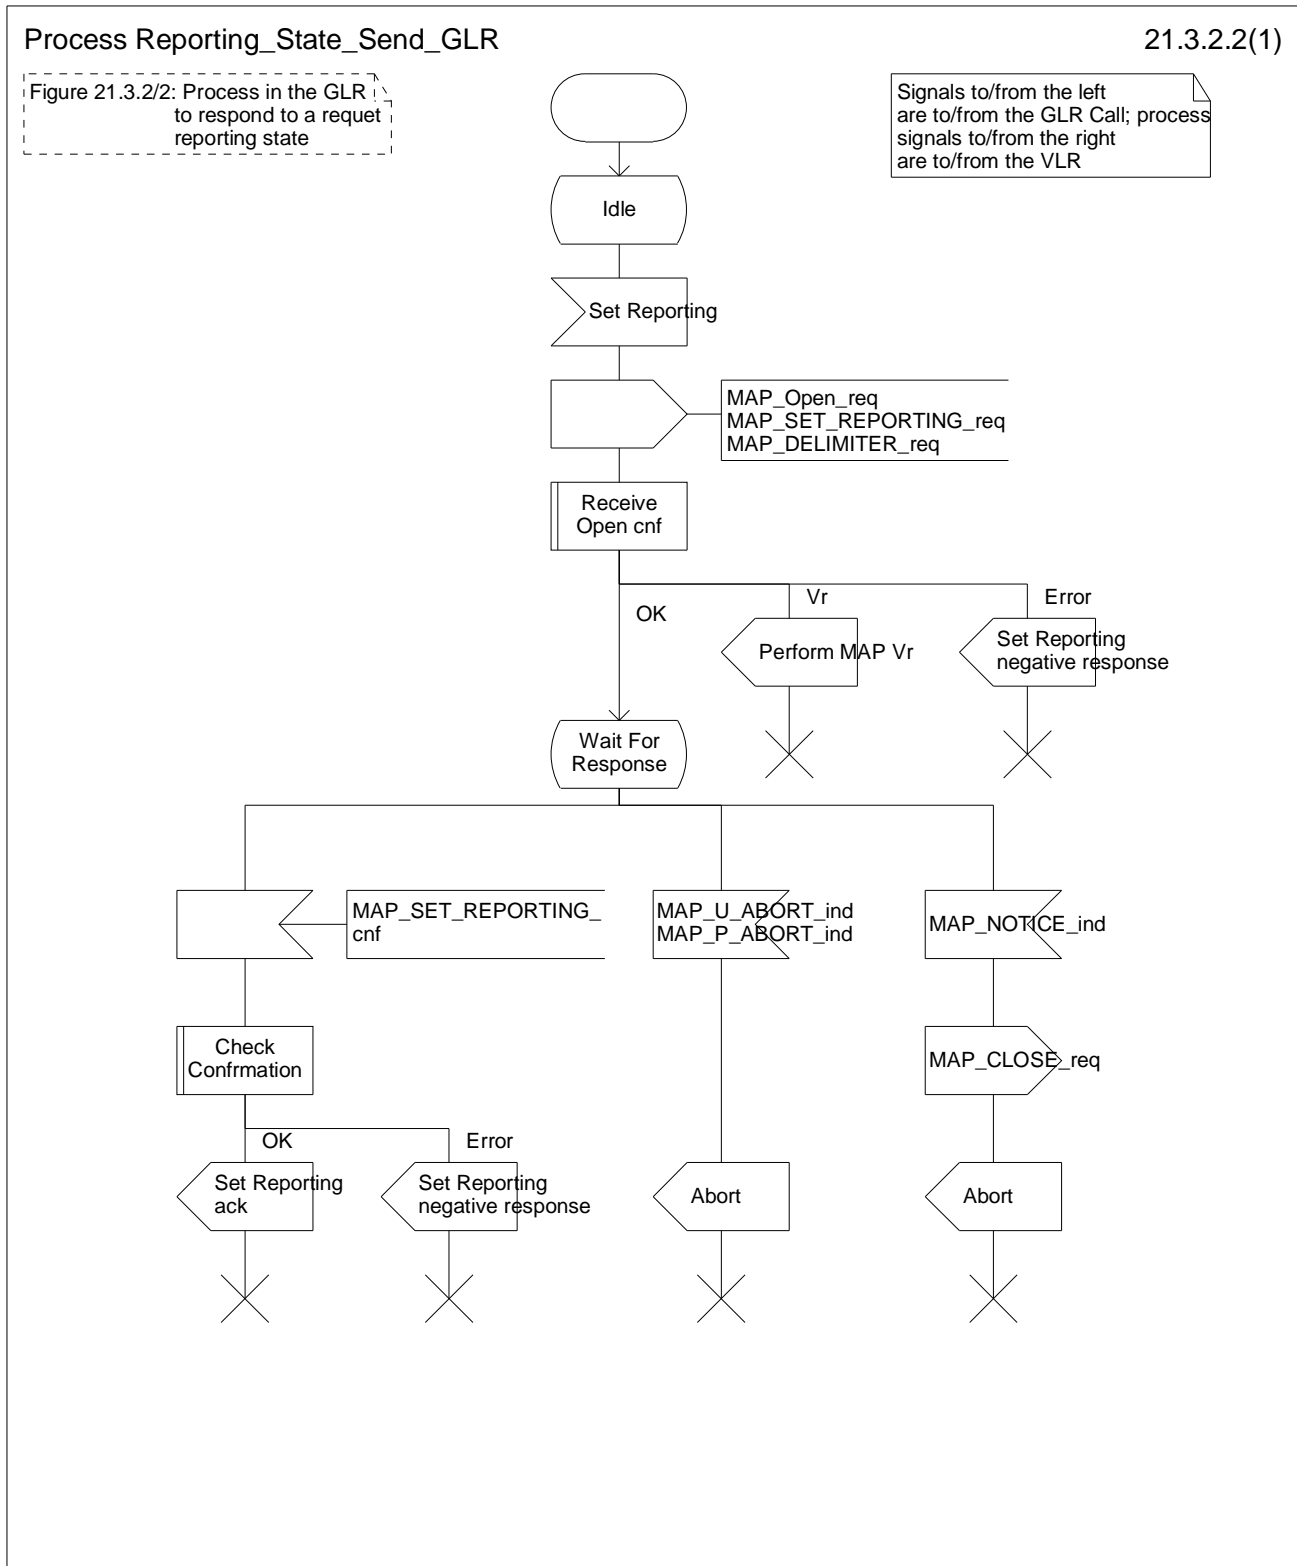 Process Reporting_State_Send_GLR
21.3.2.2(1)
Figure 21.3.2/2: Process in the GLR
to respond to a requet
reporting state
Signals to/from the left
are to/from the GLR Call; process
signals to/from the right
are to/from the VLR
Idle
Set Reporting
MAP_Open_req
MAP_SET_REPORTING_req
MAP_DELIMITER_req
Receive
Open cnf
OK
Vr
Error
Perform MAP Vr
Set Reporting
negative response
Wait For
Response
MAP_SET_REPORTING_
cnf
MAP_U_ABORT_ind
MAP_P_ABORT_ind
MAP_NOTICE_ind
Check
Confrmation
MAP_CLOSE_req
OK
Error
Set Reporting
ack
Set Reporting
negative response
Abort
Abort